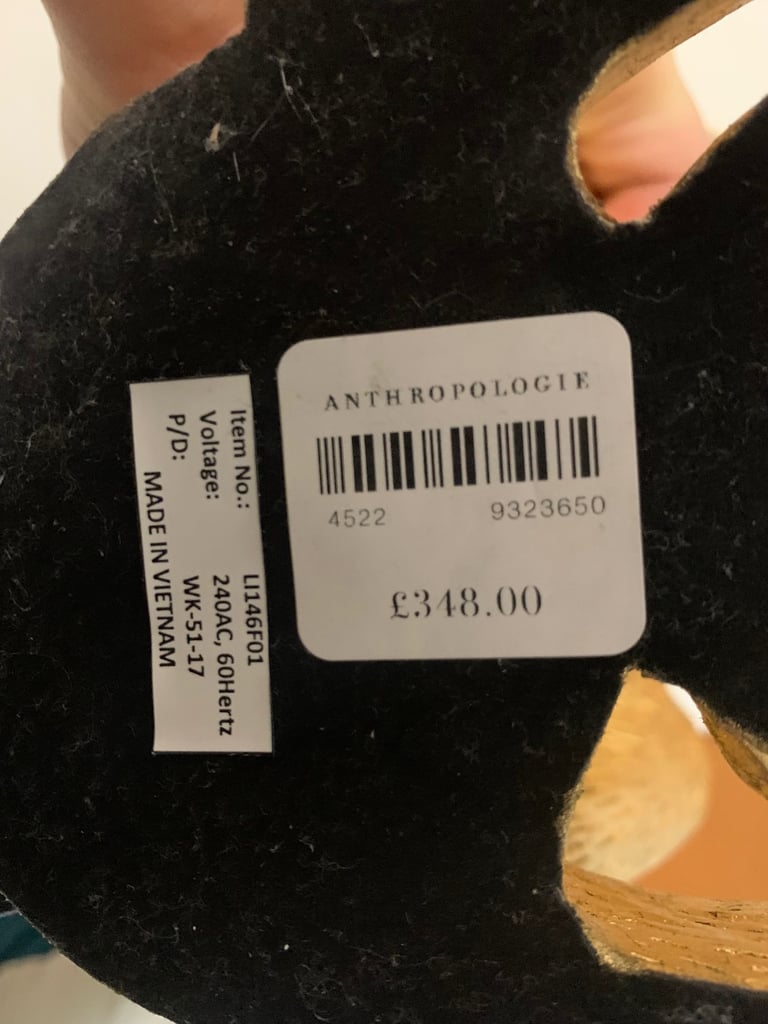 ANTHROPOLOGIE
4522 9323650
£348.00
Item No.: LI146F01
Voltage: 240AC, 60Hertz
P/D: WK-51-17
MADE IN VIETNAM